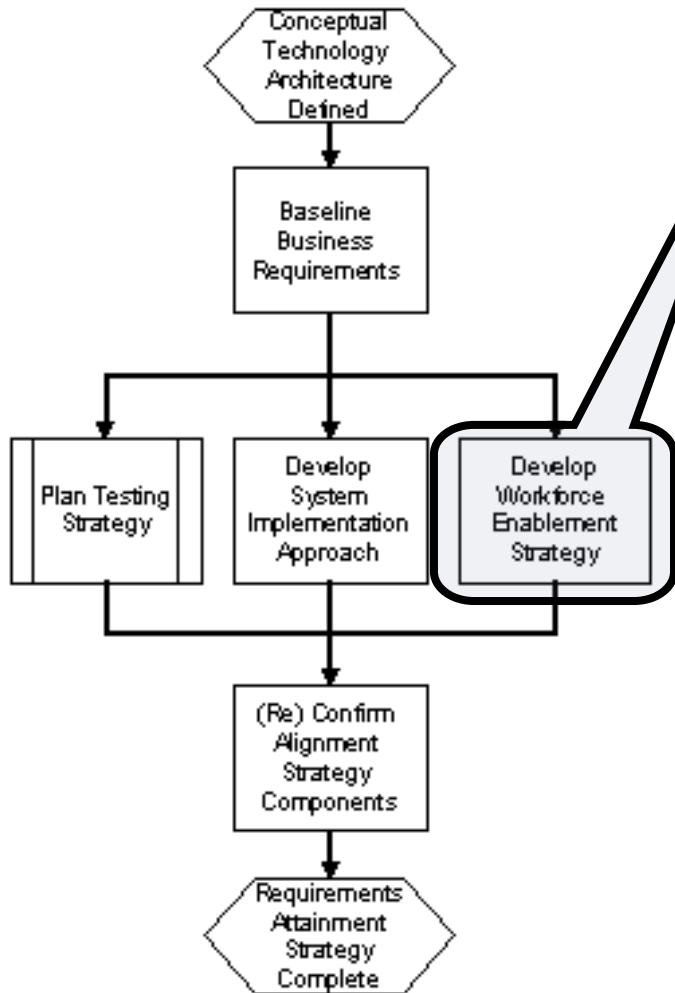 Conceptual
Technology
Architecture
Defined
Baseline
Business
Requirements
Plan Testing
Strategy
Develop
System
Implementation
Approach
Develop
Workforce
Enablement
Strategy
(Re) Confirm
Alignment
Strategy
Components
Requirements
Attainment
Strategy
Complete